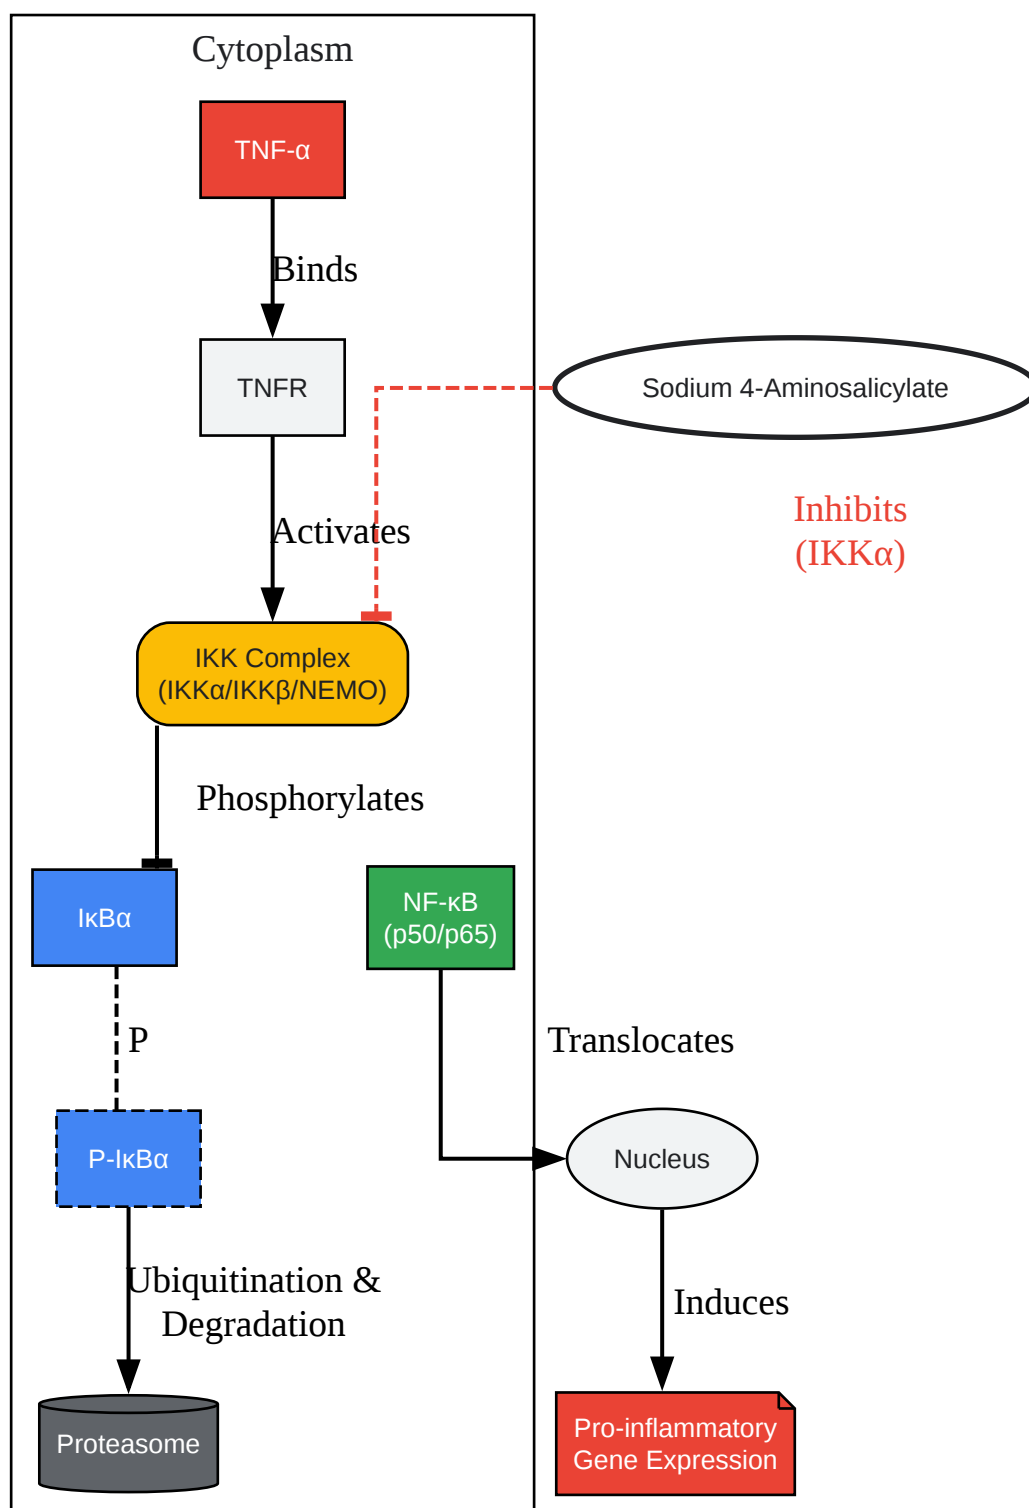 Cytoplasm
TNF-α
Binds
TNFR
Sodium 4-Aminosalicylate
Inhibits
(IKKα)
Activates
IKK Complex
(IKKα/IKKβ/NEMO)
Phosphorylates
IκBα
NF-κB
(p50/p65)
P
Translocates
P-IκBα
Nucleus
Ubiquitination &
Degradation
Induces
Proteasome
Pro-inflammatory
Gene Expression